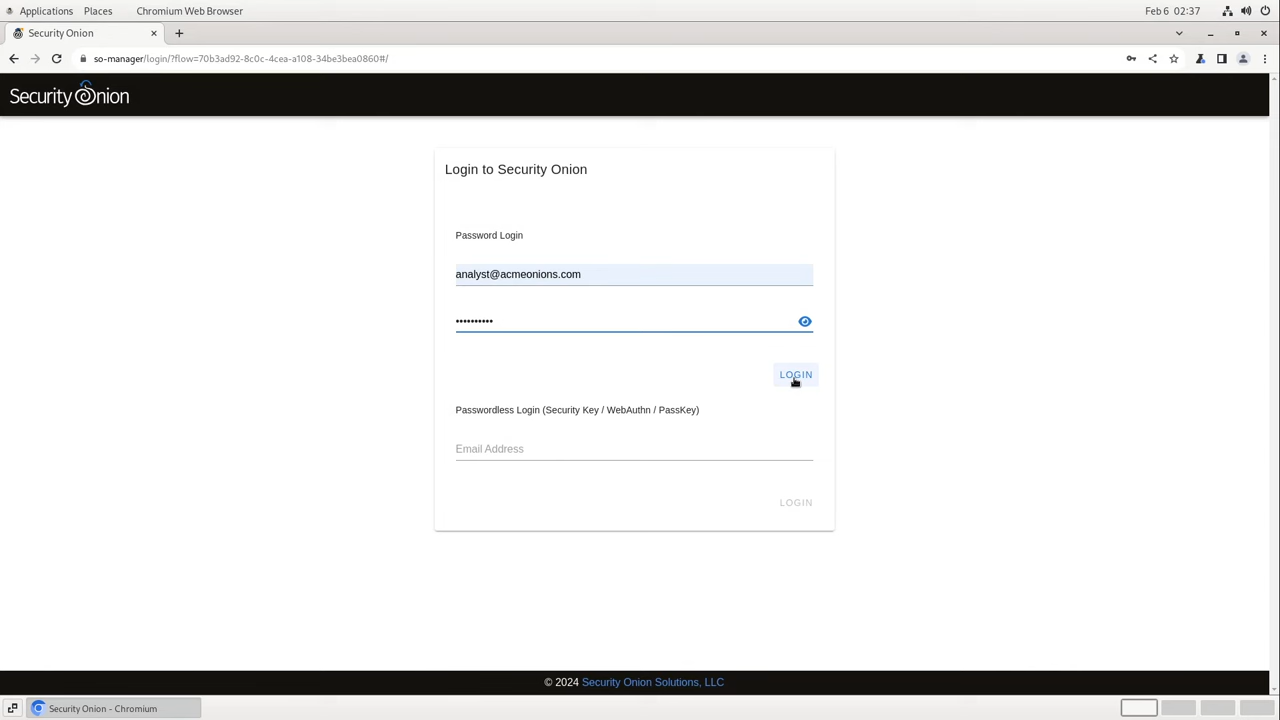 Applications Places Chromium Web Browser Feb 6 02:37
Security Onion
so-manager/login/?flow=70b3ad92-8c0c-4cea-a108-34be3bea0860#/
Security Onion
Login to Security Onion
Password Login
analyst@acmeonions.com
••••••••••
LOGIN
Passwordless Login (Security Key / WebAuthn / PassKey)
Email Address
LOGIN
© 2024 Security Onion Solutions, LLC
Security Onion - Chromium